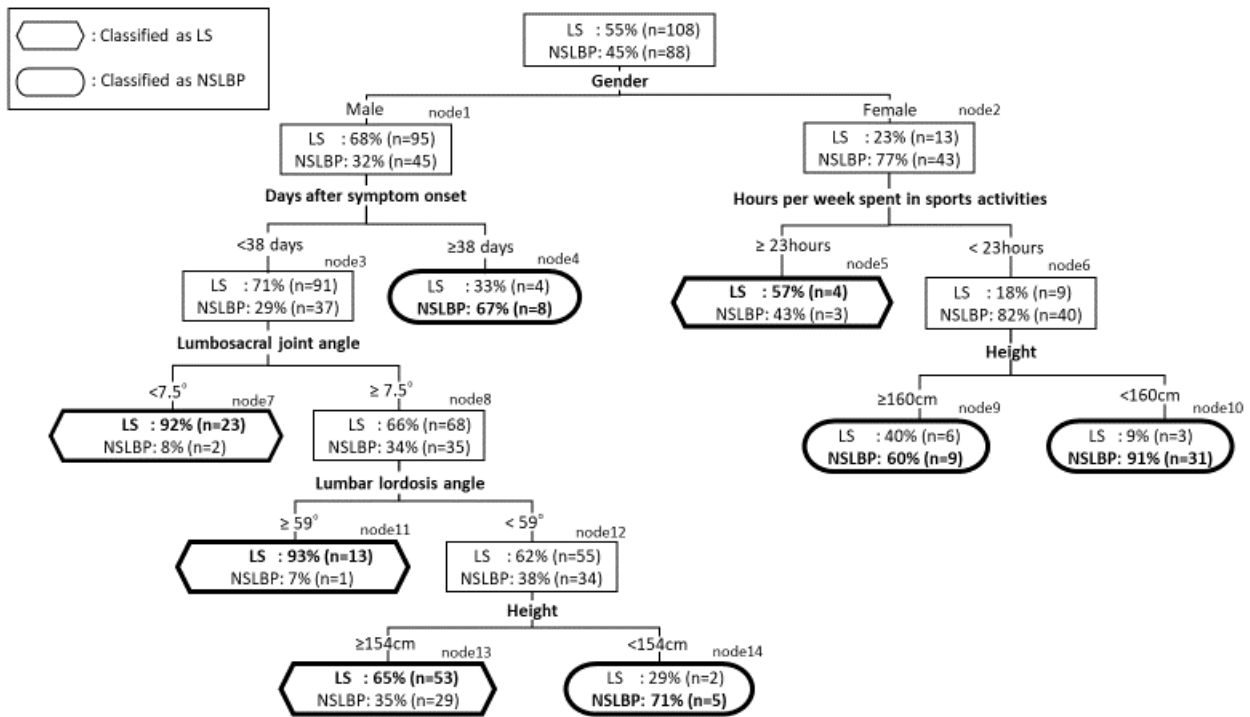 : Classified as LS
: Classified as NSLBP
LS : 55% (n=108)
NSLBP: 45% (n=88)
Gender
Male
node1
LS : 68% (n=95)
NSLBP: 32% (n=45)
Female
node2
LS : 23% (n=13)
NSLBP: 77% (n=43)
Days after symptom onset
Hours per week spent in sports activities
<38 days
node3
LS : 71% (n=91)
NSLBP: 29% (n=37)
≥38 days
node4
LS : 33% (n=4)
NSLBP: 67% (n=8)
≥ 23hours
node5
LS : 57% (n=4)
NSLBP: 43% (n=3)
< 23hours
node6
LS : 18% (n=9)
NSLBP: 82% (n=40)
Lumbosacral joint angle
Height
<7.5°
node7
LS : 92% (n=23)
NSLBP: 8% (n=2)
≥ 7.5°
node8
LS : 66% (n=68)
NSLBP: 34% (n=35)
≥160cm
node9
LS : 40% (n=6)
NSLBP: 60% (n=9)
<160cm
node10
LS : 9% (n=3)
NSLBP: 91% (n=31)
Lumbar lordosis angle
≥ 59°
node11
LS : 93% (n=13)
NSLBP: 7% (n=1)
< 59°
node12
LS : 62% (n=55)
NSLBP: 38% (n=34)
Height
≥154cm
node13
LS : 65% (n=53)
NSLBP: 35% (n=29)
<154cm
node14
LS : 29% (n=2)
NSLBP: 71% (n=5)